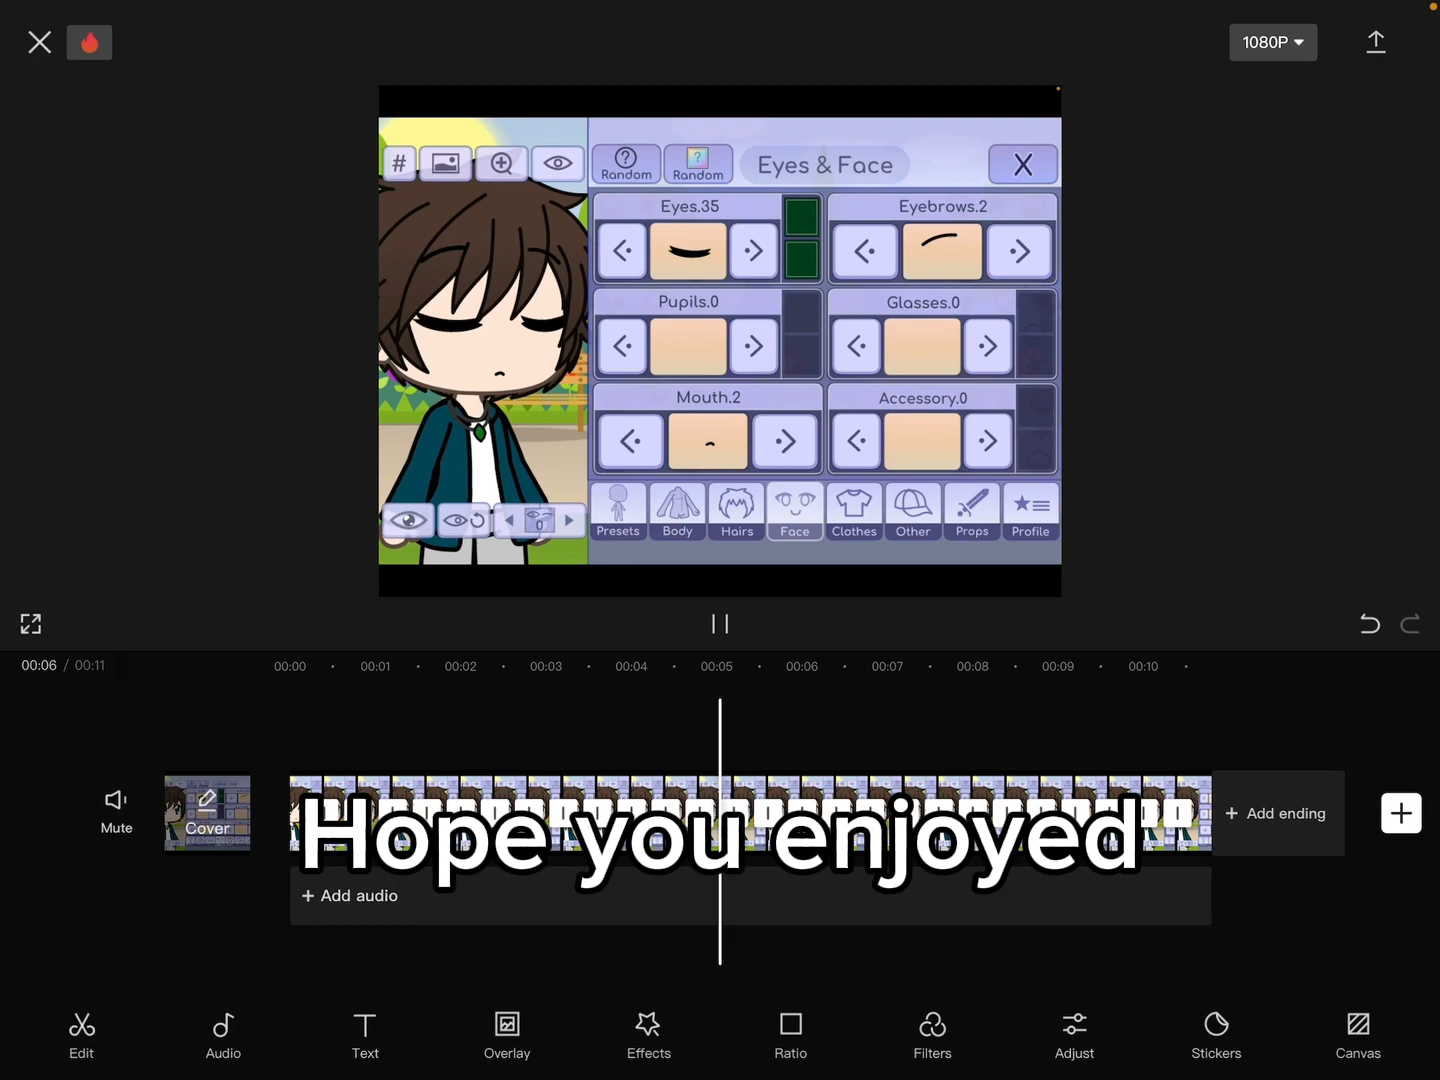 1080P
#
Random
Random
Eyes & Face
X
Eyes.35
Eyebrows.2
Pupils.0
Glasses.0
Mouth.2
Accessory.0
0
Presets
Body
Hairs
Face
Clothes
Other
Props
Profile
00:06 / 00:11
00:00
00:01
00:02
00:03
00:04
00:05
00:06
00:07
00:08
00:09
00:10
Mute
Cover
+ Add ending
Hope you enjoyed
+ Add audio
Edit
Audio
Text
Overlay
Effects
Ratio
Filters
Adjust
Stickers
Canvas